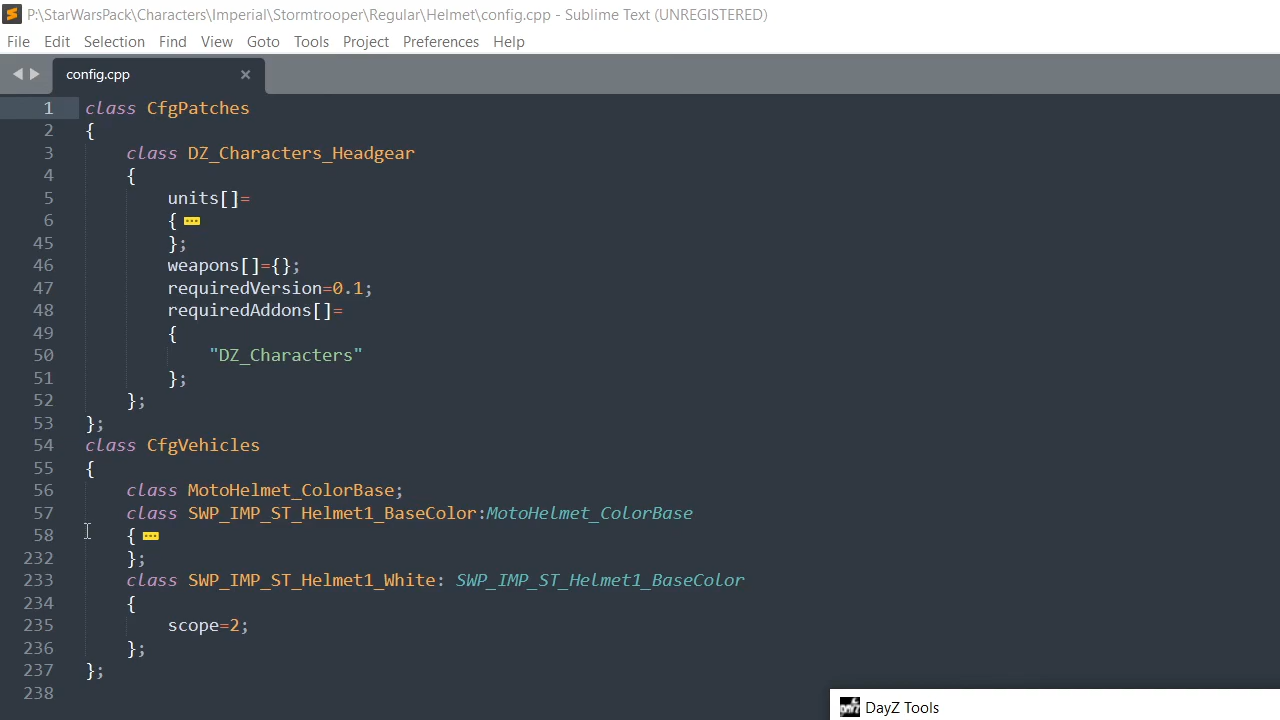 P:\StarWarsPack\Characters\Imperial\Stormtrooper\Regular\Helmet\config.cpp - Sublime Text (UNREGISTERED)
File Edit Selection Find View Goto Tools Project Preferences Help
config.cpp ×
1 class CfgPatches
2 {
3 class DZ_Characters_Headgear
4 {
5 units[]=
6 {
45 };
46 weapons[]={};
47 requiredVersion=0.1;
48 requiredAddons[]=
49 {
50 "DZ_Characters"
51 };
52 };
53 };
54 class CfgVehicles
55 {
56 class MotoHelmet_ColorBase;
57 class SWP_IMP_ST_Helmet1_BaseColor:MotoHelmet_ColorBase
58 {
232 };
233 class SWP_IMP_ST_Helmet1_White: SWP_IMP_ST_Helmet1_BaseColor
234 {
235 scope=2;
236 };
237 };
238
DayZ DayZ Tools